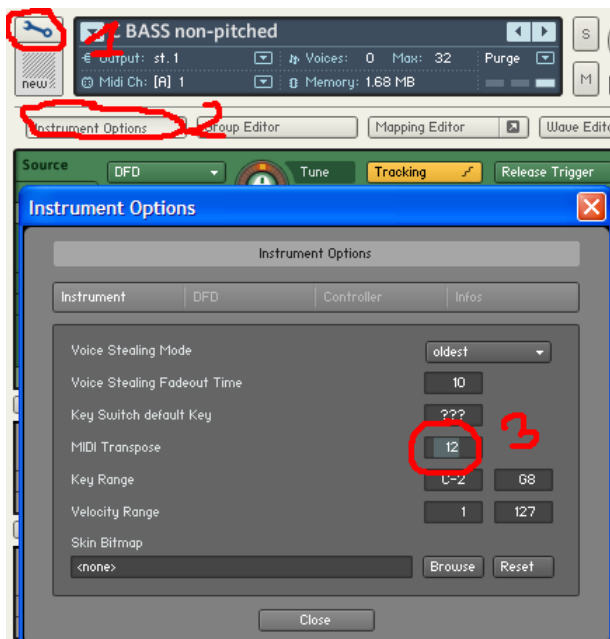 1
C BASS non-pitched
S
new
Output: st.1 Voices: 0 Max: 32 Purge
Midi Ch: [A] 1 Memory: 1.68 MB
M
Instrument Options 2 Group Editor Mapping Editor Wave Edito
Source DFD Tune Tracking Release Trigger
Instrument Options
Instrument Options
Instrument DFD Controller Infos
Voice Stealing Mode oldest
Voice Stealing Fadeout Time 10
Key Switch default Key ???
MIDI Transpose 12 3
Key Range C-2 G8
Velocity Range 1 127
Skin Bitmap
<none> Browse Reset
Close